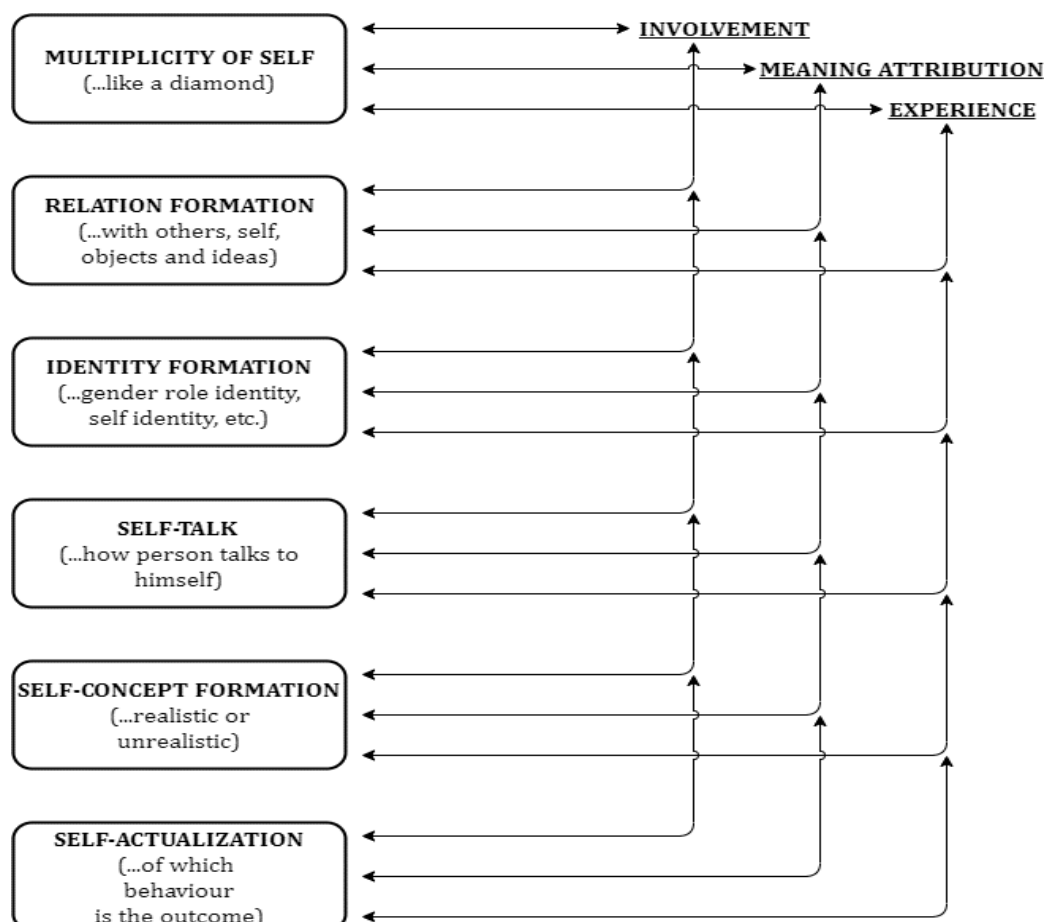 MULTIPLICITY OF SELF
(...like a diamond)
INVOLVEMENT
MEANING ATTRIBUTION
EXPERIENCE
RELATION FORMATION
(...with others, self,
objects and ideas)
IDENTITY FORMATION
(...gender role identity,
self identity, etc.)
SELF-TALK
(...how person talks to
himself)
SELF-CONCEPT FORMATION
(...realistic or
unrealistic)
SELF-ACTUALIZATION
(...of which
behaviour
is the outcome)